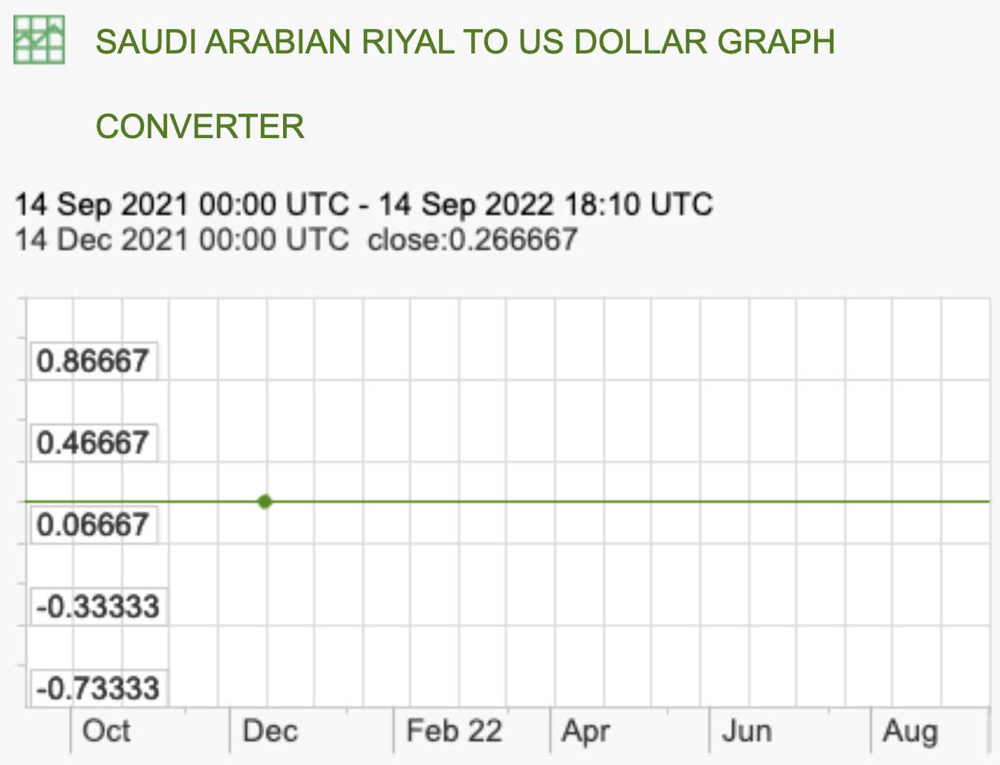 SAUDI ARABIAN RIYAL TO US DOLLAR GRAPH
CONVERTER
14 Sep 2021 00:00 UTC - 14 Sep 2022 18:10 UTC
14 Dec 2021 00:00 UTC close:0.266667
0.86667
0.46667
0.06667
-0.33333
-0.73333
Oct Dec Feb 22 Apr Jun Aug